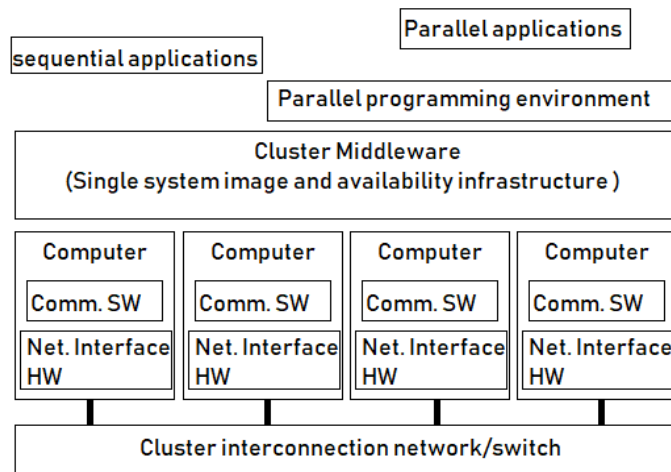 Parallel applications
sequential applications
Parallel programming environment
Cluster Middleware
(Single system image and availability infrastructure )
Computer
Comm. SW
Net. Interface
HW
Computer
Comm. SW
Net. Interface
HW
Computer
Comm. SW
Net. Interface
HW
Computer
Comm. SW
Net. Interface
HW
Cluster interconnection network/switch